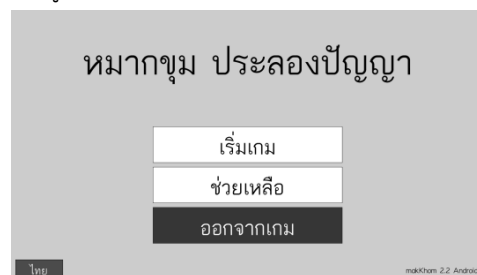 หมากขุม ประลองปัญญา
เริ่มเกม
ช่วยเหลือ
ออกจากเกม
ไทย
makKhom 2.2 Android